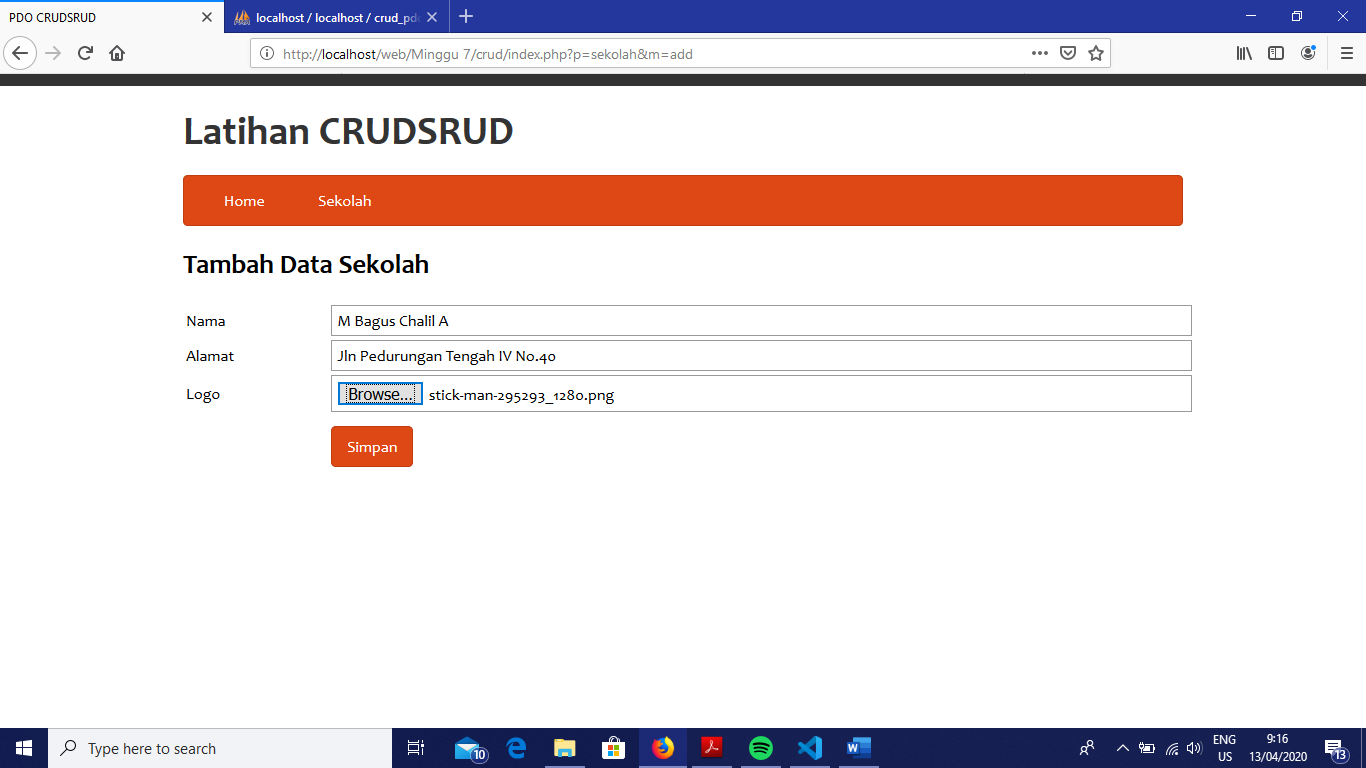 PDO CRUDSRUD
localhost / localhost / crud_pdo
http://localhost/web/Minggu 7/crud/index.php?p=sekolah&m=add
Latihan CRUDSRUD
Home Sekolah
Tambah Data Sekolah
Nama M Bagus Chalil A
Alamat Jln Pedurungan Tengah IV No.40
Logo Browse... stick-man-295293_1280.png
Simpan
Type here to search
10
ENG
US
9:16
13/04/2020
13